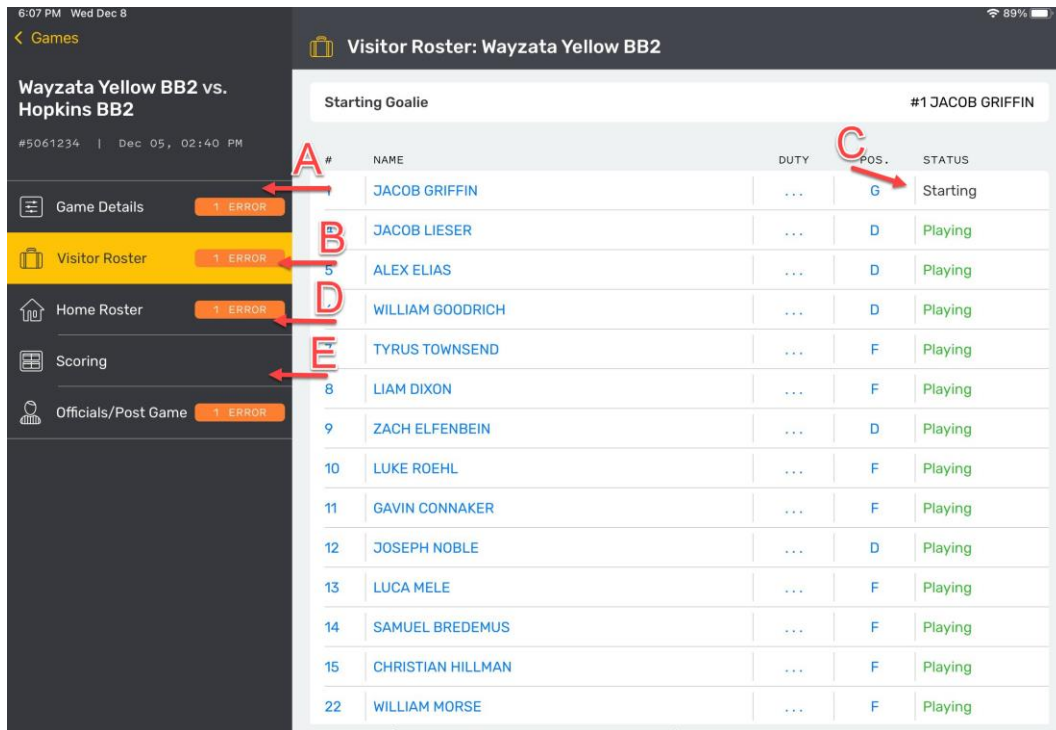 6:07 PM Wed Dec 8
89%
Games
Wayzata Yellow BB2 vs.
Hopkins BB2
#5061234 | Dec 05, 02:40 PM
Game Details 1 ERROR
Visitor Roster 1 ERROR
Home Roster 1 ERROR
Scoring
Officials/Post Game 1 ERROR
A
B
D
E
C
Visitor Roster: Wayzata Yellow BB2
Starting Goalie #1 JACOB GRIFFIN
# NAME DUTY POS. STATUS
JACOB GRIFFIN ... G Starting
JACOB LIESER ... D Playing
5 ALEX ELIAS ... D Playing
WILLIAM GOODRICH ... D Playing
7 TYRUS TOWNSEND ... F Playing
8 LIAM DIXON ... F Playing
9 ZACH ELFENBEIN ... D Playing
10 LUKE ROEHL ... F Playing
11 GAVIN CONNAKER ... F Playing
12 JOSEPH NOBLE ... D Playing
13 LUCA MELE ... F Playing
14 SAMUEL BREDEMUS ... F Playing
15 CHRISTIAN HILLMAN ... F Playing
22 WILLIAM MORSE ... F Playing